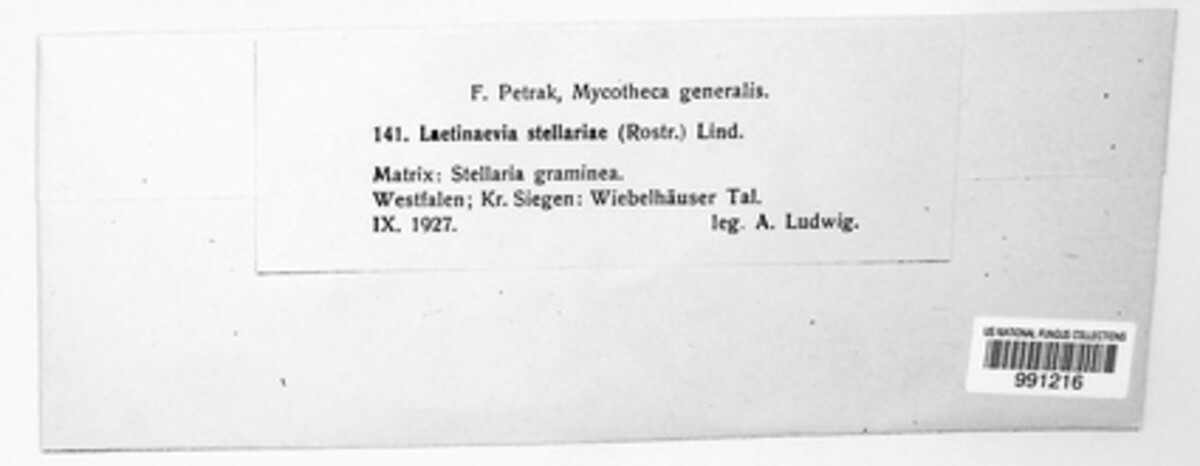 F. Petrak, Mycotheca generalis.
141. Laetinaevia stellariae (Rostr.) Lind.
Matrix: Stellaria graminea.
Westfalen; Kr. Siegen: Wiebelhäuser Tal.
IX. 1927. leg. A. Ludwig.
US NATIONAL FUNGUS COLLECTIONS
991216